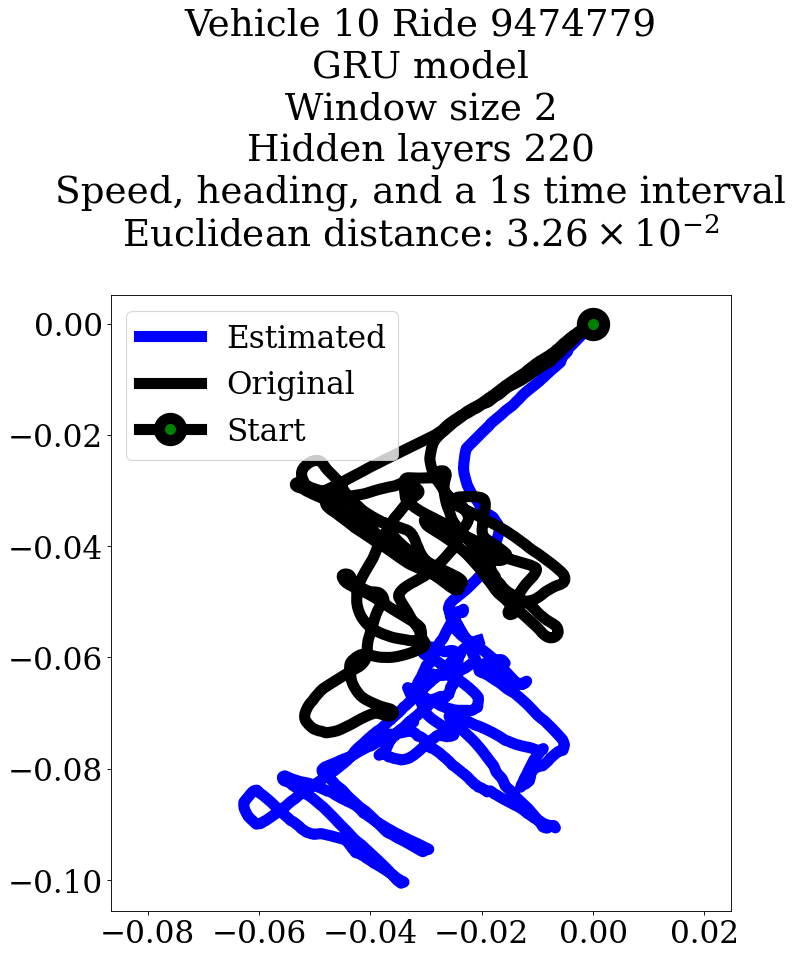 Vehicle 10 Ride 9474779
GRU model
Window size 2
Hidden layers 220
Speed, heading, and a 1s time interval
Euclidean distance: 3.26 × 10⁻²
Estimated
Original
Start
0.00
−0.02
−0.04
−0.06
−0.08
−0.10
−0.08 −0.06 −0.04 −0.02 0.00 0.02